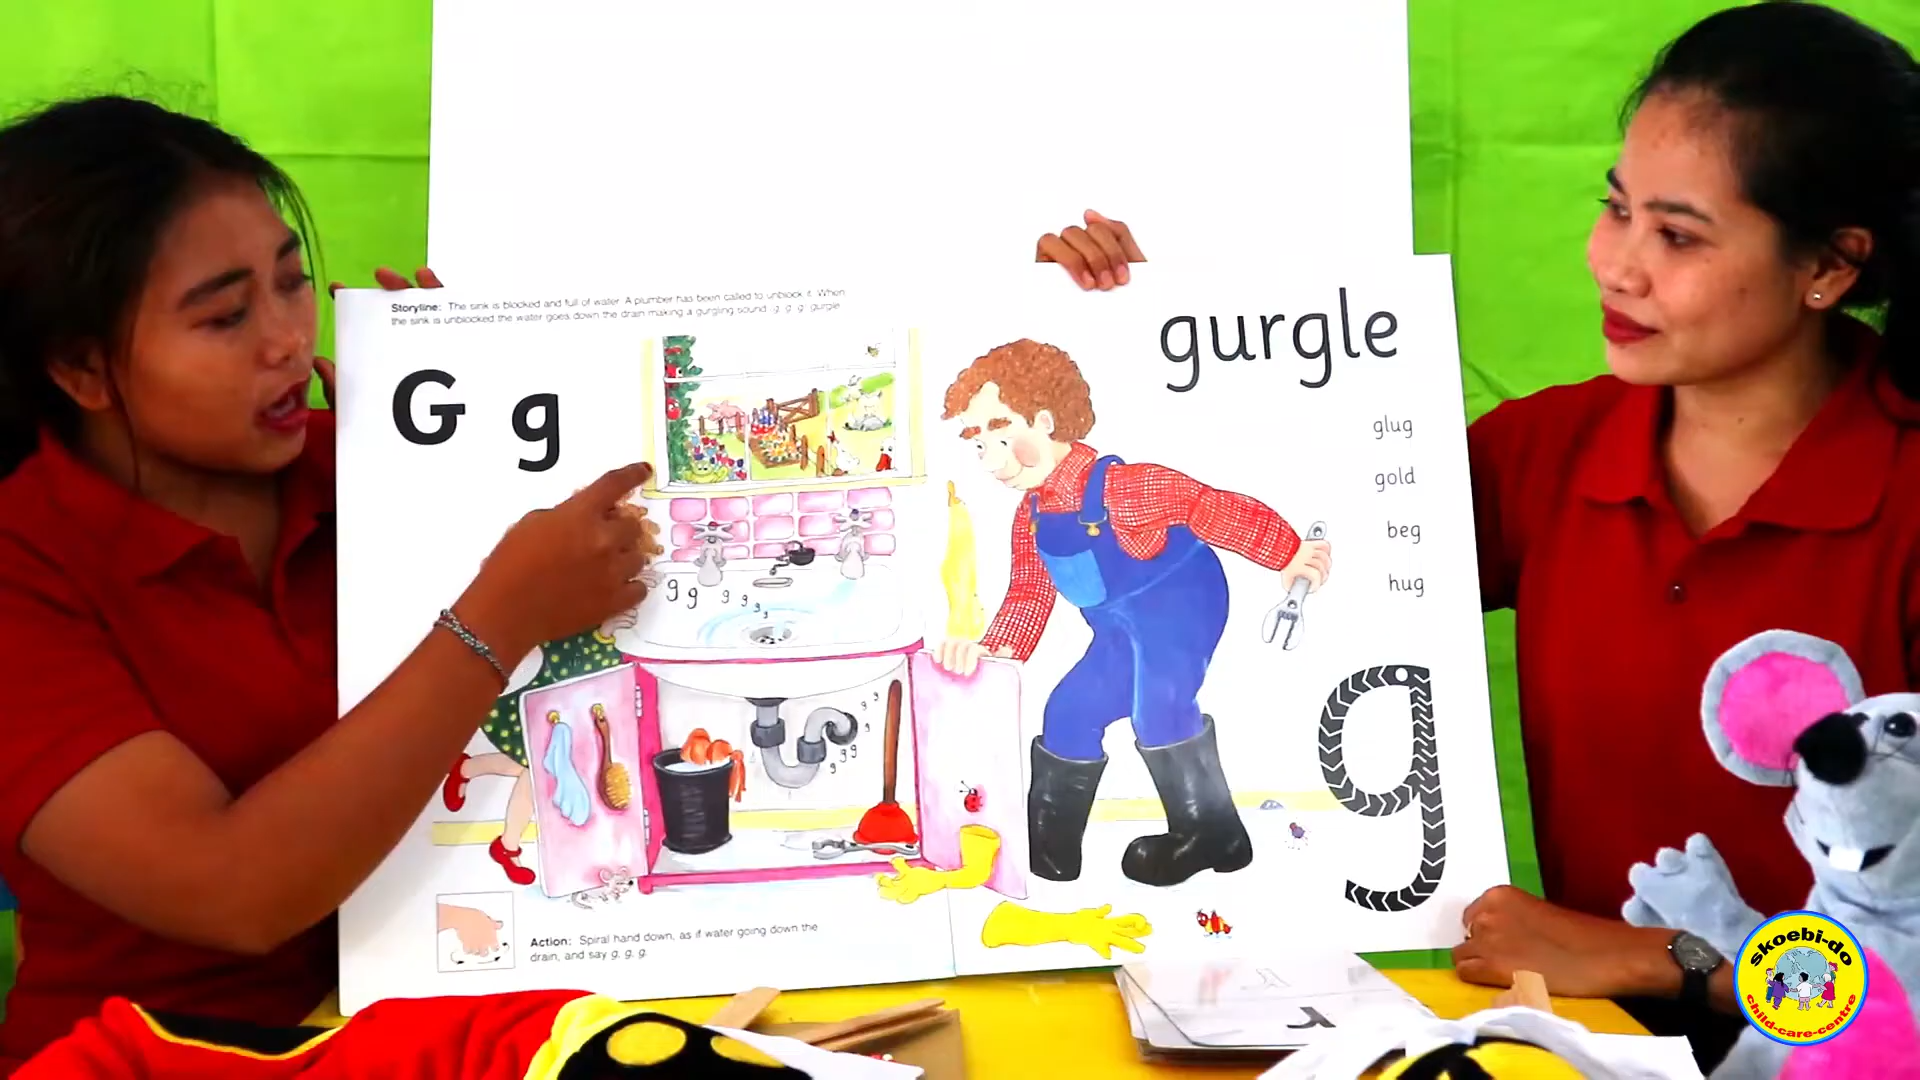 Storyline: The sink is blocked and full of water. A plumber has been called to unblock it. When
the sink is unblocked the water goes down the drain making a gurgling sound g, g, g, gurgle.
G g
gurgle
glug
gold
beg
hug
g g g g g g
g g g g g g
g
Action: Spiral hand down, as if water going down the
drain, and say g, g, g.
r
skoebi-do
child-care-centre